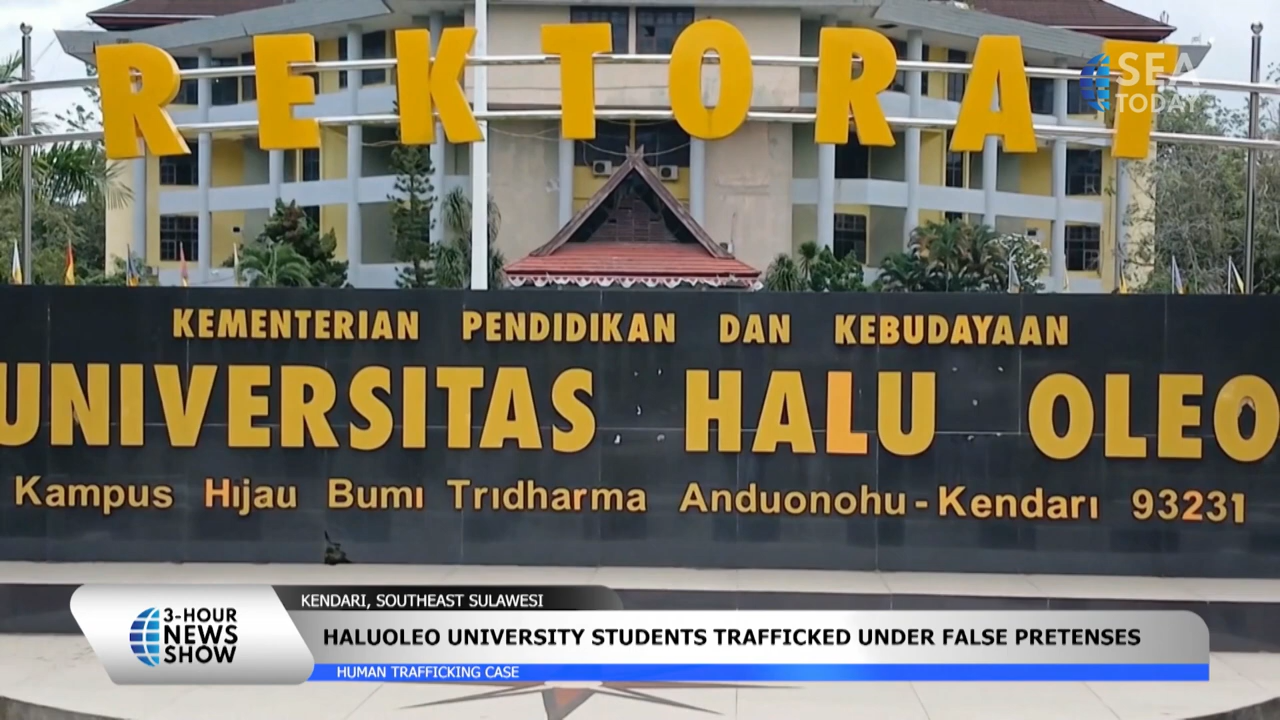 REKTORAT
SEA
TODAY
KEMENTERIAN PENDIDIKAN DAN KEBUDAYAAN
UNIVERSITAS HALU OLEO
Kampus Hijau Bumi Tridharma Anduonohu-Kendari 93231
KENDARI, SOUTHEAST SULAWESI
3-HOUR
NEWS
SHOW
HALUOLEO UNIVERSITY STUDENTS TRAFFICKED UNDER FALSE PRETENSES
HUMAN TRAFFICKING CASE